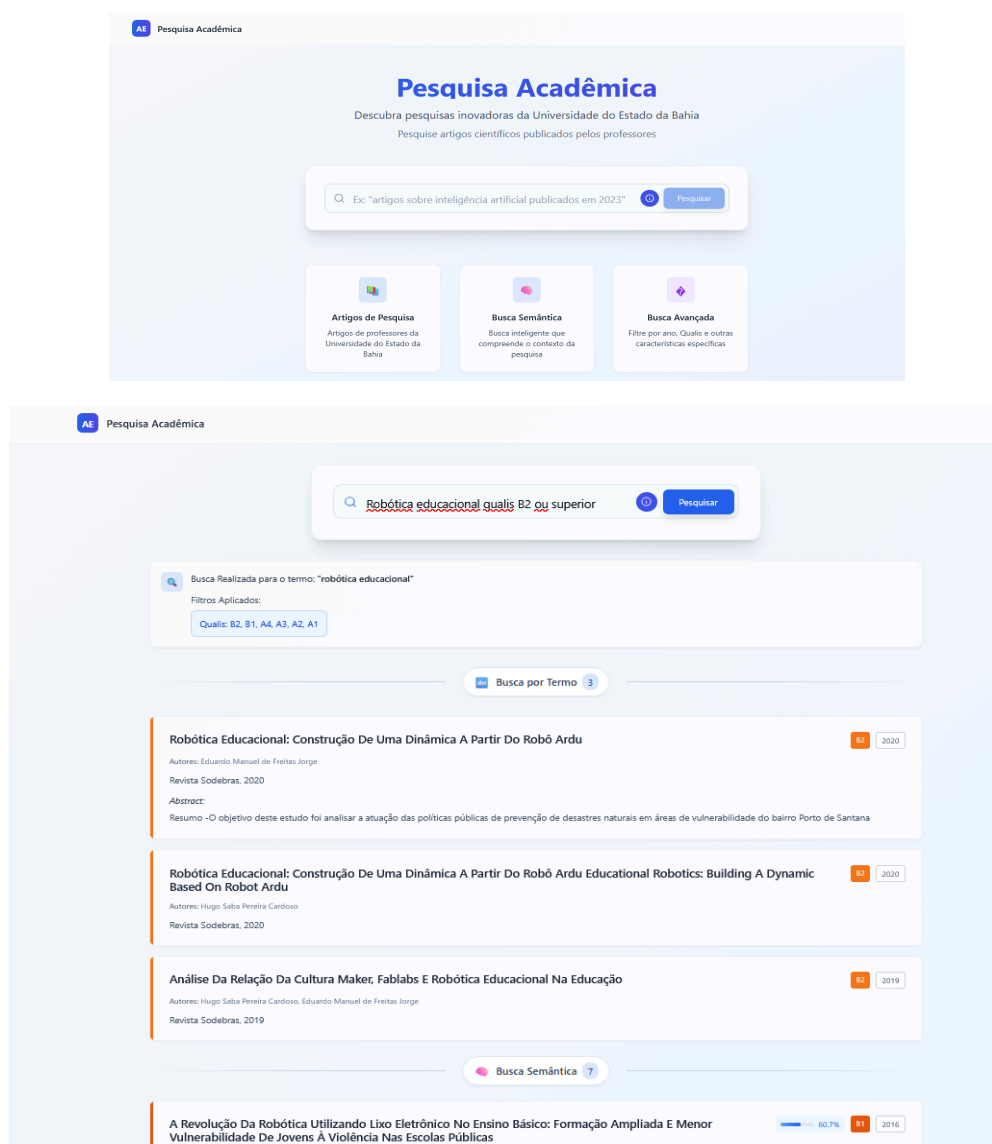 AE Pesquisa Acadêmica
Pesquisa Acadêmica
Descubra pesquisas inovadoras da Universidade do Estado da Bahia
Pesquise artigos científicos publicados pelos professores
Ex: "artigos sobre inteligência artificial publicados em 2023" Pesquisar
Artigos de Pesquisa
Artigos de professores da
Universidade do Estado da
Bahia
Busca Semântica
Busca inteligente que
compreende o contexto da
pesquisa
Busca Avançada
Filtre por ano, Qualis e outras
características específicas
AE Pesquisa Acadêmica
Robótica educacional qualis B2 ou superior Pesquisar
Busca Realizada para o termo: "robótica educacional"
Filtros Aplicados:
Qualis: B2, B1, A4, A3, A2, A1
abc Busca por Termo 3
Robótica Educacional: Construção De Uma Dinâmica A Partir Do Robô Ardu B2 2020
Autores: Eduardo Manuel de Freitas Jorge
Revista Sodebras, 2020
Abstract:
Resumo -O objetivo deste estudo foi analisar a atuação das políticas públicas de prevenção de desastres naturais em áreas de vulnerabilidade do bairro Porto de Santana
Robótica Educacional: Construção De Uma Dinâmica A Partir Do Robô Ardu Educational Robotics: Building A Dynamic B2 2020
Based On Robot Ardu
Autores: Hugo Saba Pereira Cardoso
Revista Sodebras, 2020
Análise Da Relação Da Cultura Maker, Fablabs E Robótica Educacional Na Educação B2 2019
Autores: Hugo Saba Pereira Cardoso, Eduardo Manuel de Freitas Jorge
Revista Sodebras, 2019
Busca Semântica 7
A Revolução Da Robótica Utilizando Lixo Eletrônico No Ensino Básico: Formação Ampliada E Menor 60.7% B1 2016
Vulnerabilidade De Jovens À Violência Nas Escolas Públicas